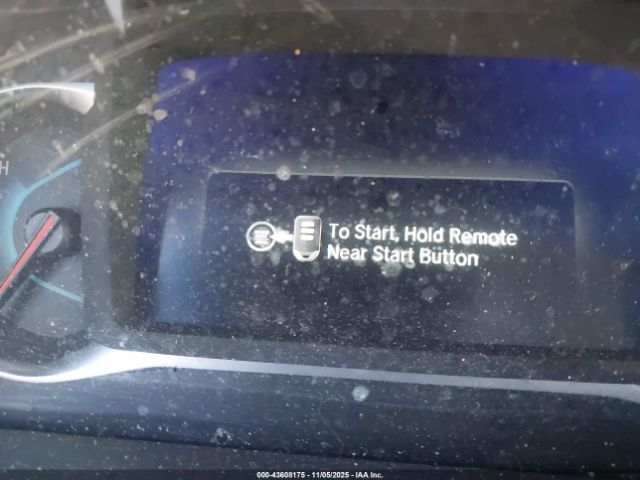 H
To Start, Hold Remote
Near Start Button
000-43608175 - 11/05/2025 - IAA Inc.